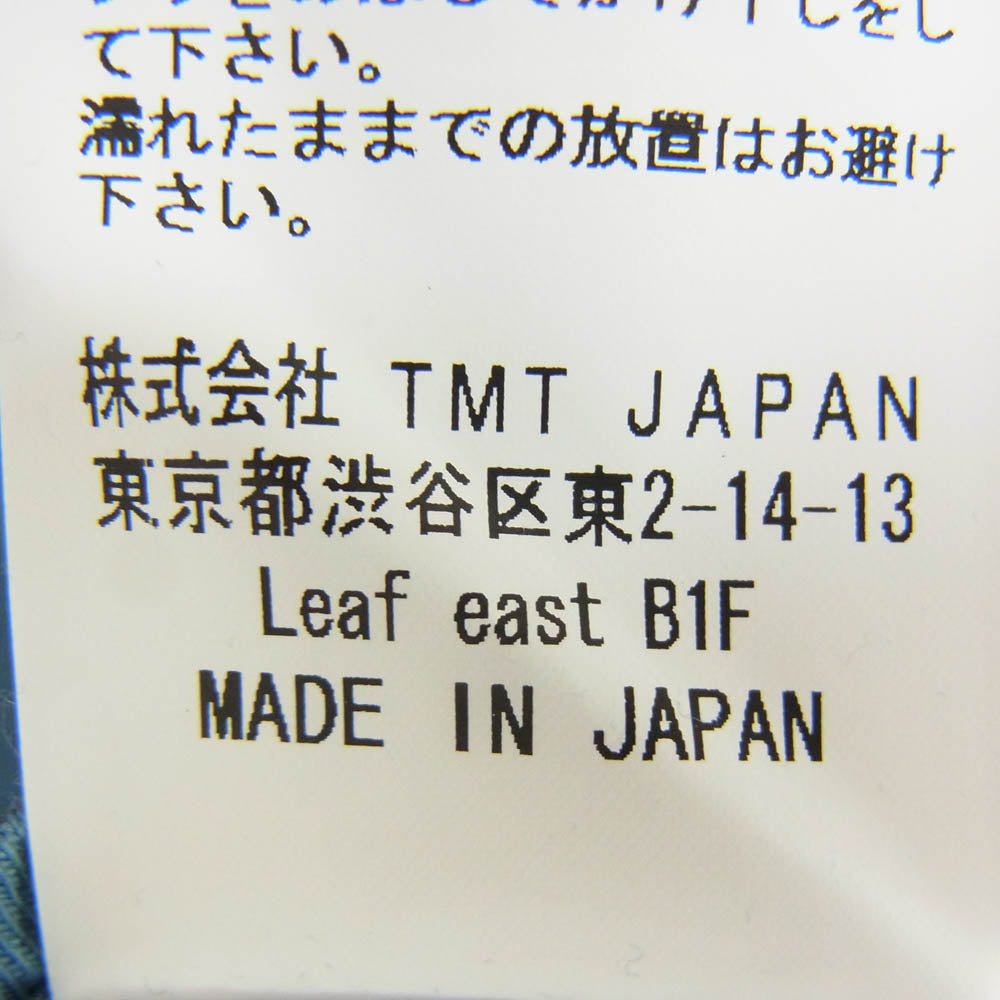 て下さい。
濡れたままでの放置はお避け
下さい。
株式会社 TMT JAPAN
東京都渋谷区東2-14-13
Leaf east B1F
MADE IN JAPAN